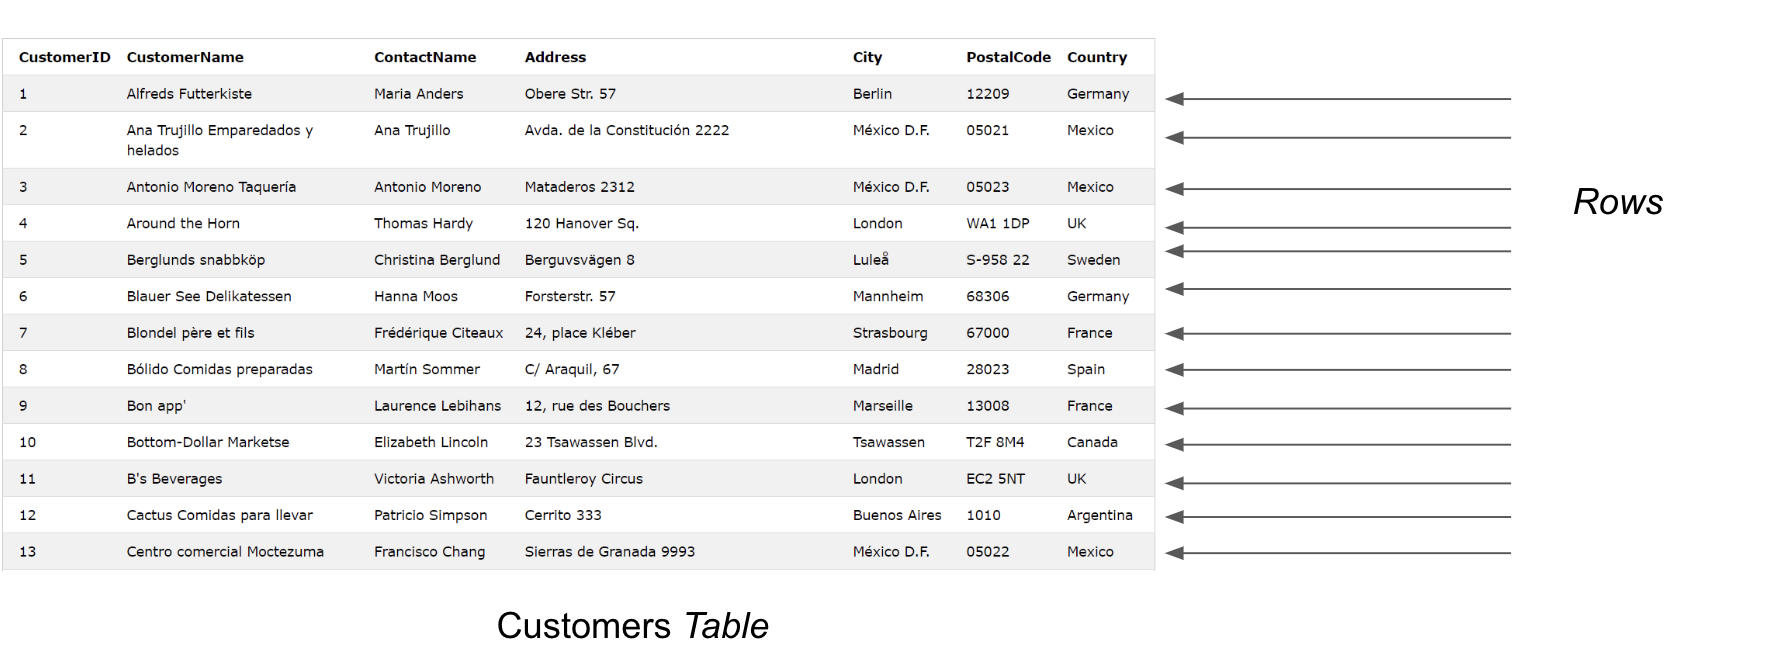 CustomerID CustomerName ContactName Address City PostalCode Country
1 Alfreds Futterkiste Maria Anders Obere Str. 57 Berlin 12209 Germany
2 Ana Trujillo Emparedados y Ana Trujillo Avda. de la Constitución 2222 México D.F. 05021 Mexico
helados
3 Antonio Moreno Taquería Antonio Moreno Mataderos 2312 México D.F. 05023 Mexico
Rows
4 Around the Horn Thomas Hardy 120 Hanover Sq. London WA1 1DP UK
5 Berglunds snabbköp Christina Berglund Berguvsvägen 8 Luleå S-958 22 Sweden
6 Blauer See Delikatessen Hanna Moos Forsterstr. 57 Mannheim 68306 Germany
7 Blondel père et fils Frédérique Citeaux 24, place Kléber Strasbourg 67000 France
8 Bólido Comidas preparadas Martín Sommer C/ Araquil, 67 Madrid 28023 Spain
9 Bon app' Laurence Lebihans 12, rue des Bouchers Marseille 13008 France
10 Bottom-Dollar Marketse Elizabeth Lincoln 23 Tsawassen Blvd. Tsawassen T2F 8M4 Canada
11 B's Beverages Victoria Ashworth Fauntleroy Circus London EC2 5NT UK
12 Cactus Comidas para llevar Patricio Simpson Cerrito 333 Buenos Aires 1010 Argentina
13 Centro comercial Moctezuma Francisco Chang Sierras de Granada 9993 México D.F. 05022 Mexico
Customers Table